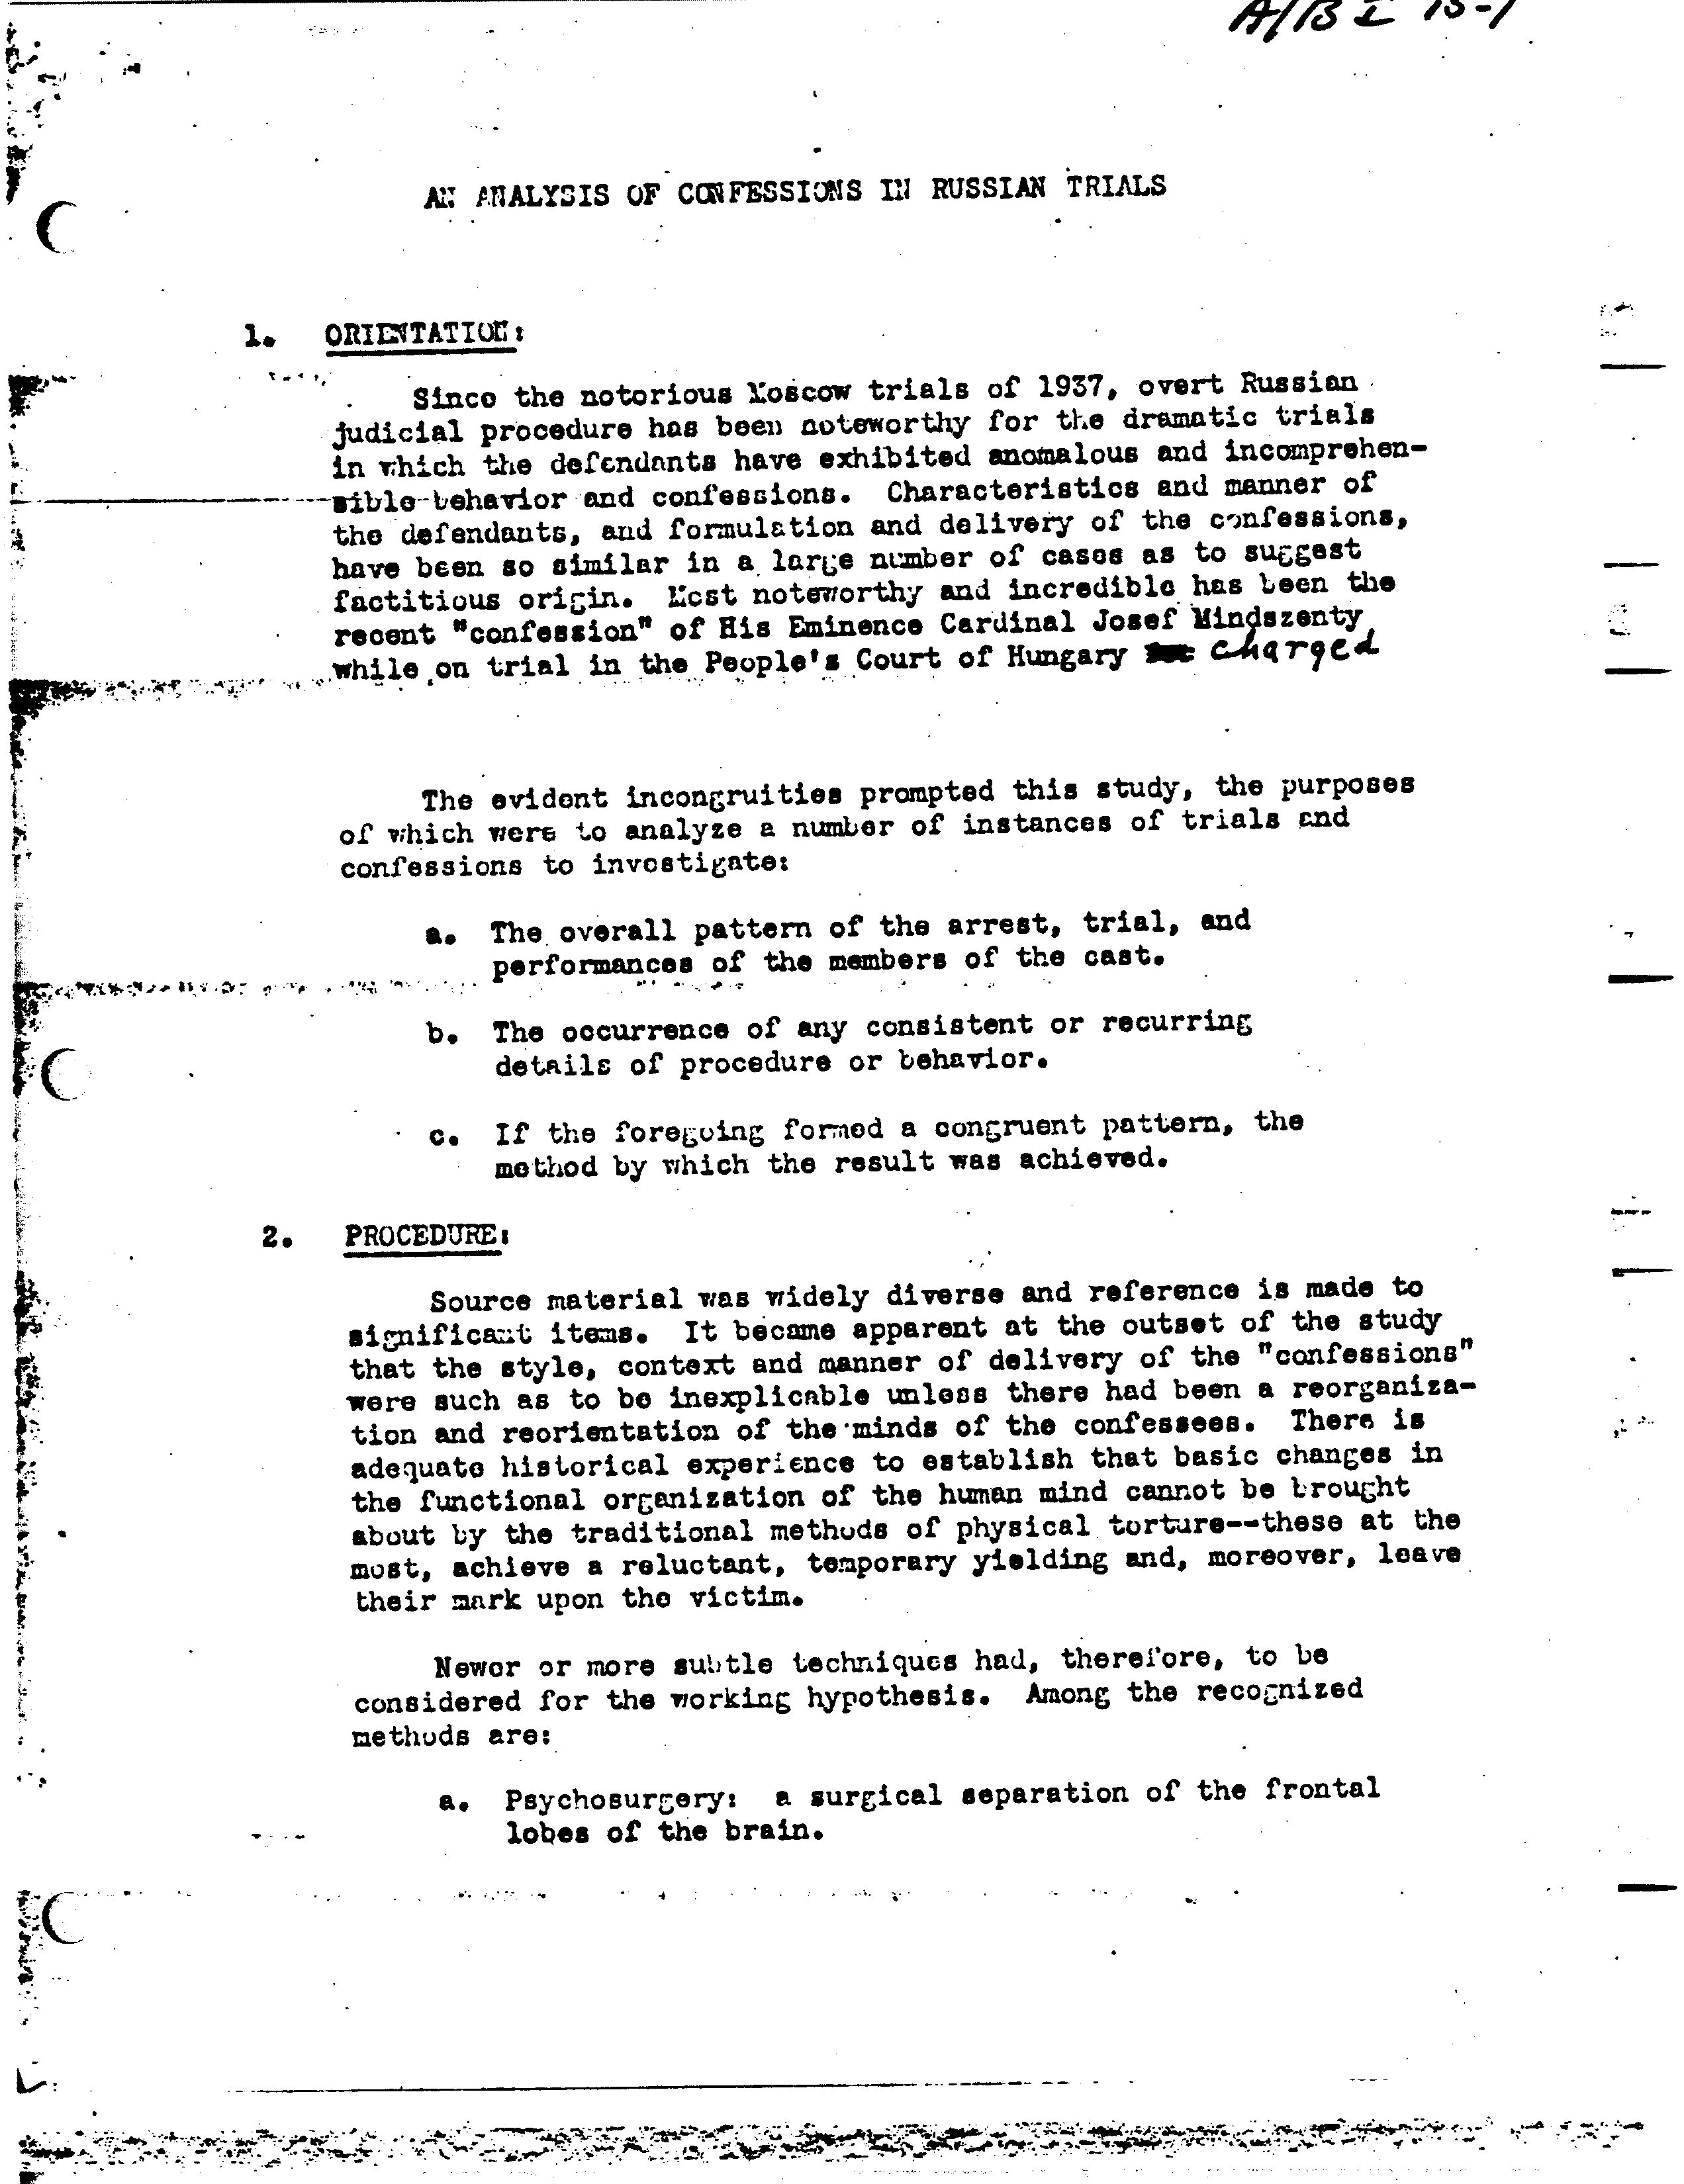 A/B I 15-1
AN ANALYSIS OF CONFESSIONS IN RUSSIAN TRIALS
1. ORIENTATION:
Since the notorious Moscow trials of 1937, overt Russian
judicial procedure has been noteworthy for the dramatic trials
in which the defendants have exhibited anomalous and incomprehen-
sible behavior and confessions. Characteristics and manner of
the defendants, and formulation and delivery of the confessions,
have been so similar in a large number of cases as to suggest
factitious origin. Most noteworthy and incredible has been the
recent "confession" of His Eminence Cardinal Josef Mindszenty
while on trial in the People's Court of Hungary charged
The evident incongruities prompted this study, the purposes
of which were to analyze a number of instances of trials and
confessions to investigate:
a. The overall pattern of the arrest, trial, and
performances of the members of the cast.
b. The occurrence of any consistent or recurring
details of procedure or behavior.
c. If the foregoing formed a congruent pattern, the
method by which the result was achieved.
2. PROCEDURE:
Source material was widely diverse and reference is made to
significant items. It became apparent at the outset of the study
that the style, context and manner of delivery of the "confessions"
were such as to be inexplicable unless there had been a reorganiza-
tion and reorientation of the minds of the confessees. There is
adequate historical experience to establish that basic changes in
the functional organization of the human mind cannot be brought
about by the traditional methods of physical torture--these at the
most, achieve a reluctant, temporary yielding and, moreover, leave
their mark upon the victim.
Newer or more subtle techniques had, therefore, to be
considered for the working hypothesis. Among the recognized
methods are:
a. Psychosurgery: a surgical separation of the frontal
lobes of the brain.